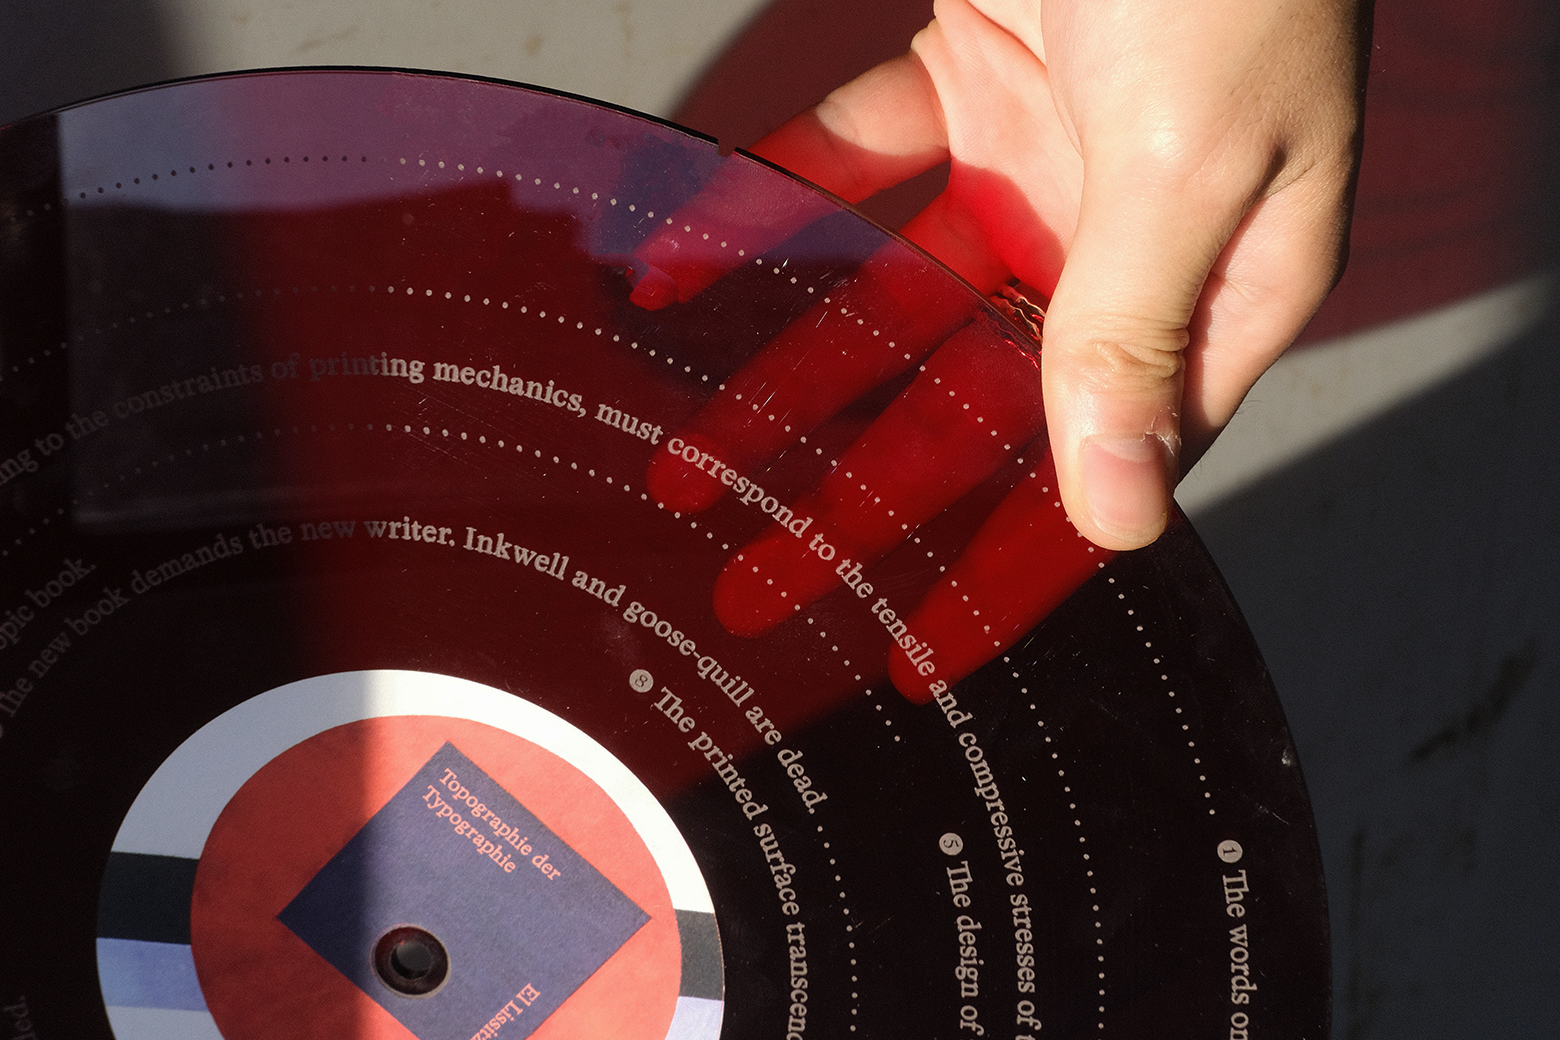 1 The words on
ing to the constraints of printing mechanics, must correspond to the tensile and compressive stresses of
5 The design of
opic book.
The new book demands the new writer. Inkwell and goose-quill are dead.
8 The printed surface
Topographie der
Typographie
El